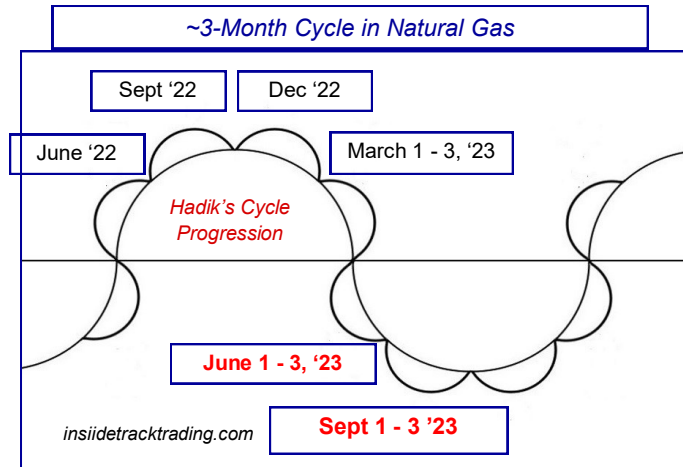 ~3-Month Cycle in Natural Gas
Sept ‘22
Dec ‘22
June ‘22
March 1 - 3, ‘23
Hadik’s Cycle
Progression
June 1 - 3, ‘23
Sept 1 - 3 ’23
insiidetracktrading.com